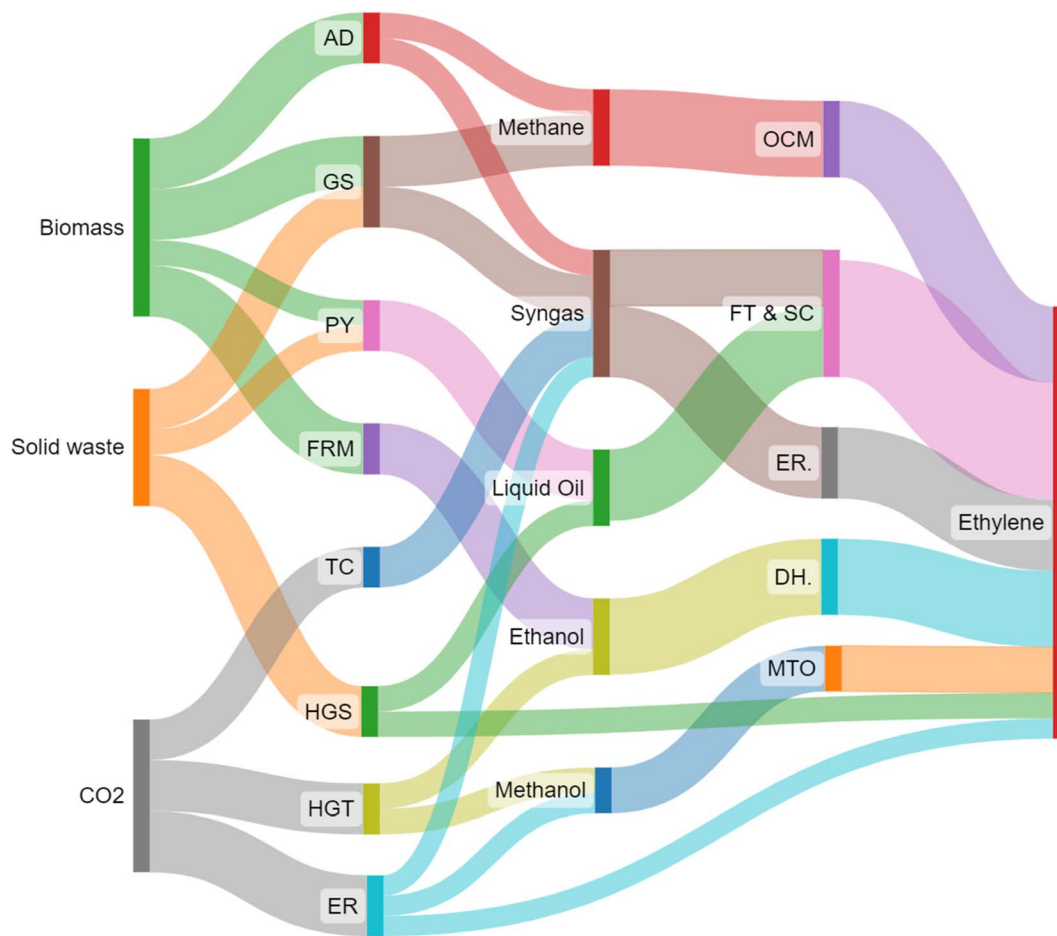 Biomass
Solid waste
CO2
AD
GS
PY
FRM
TC
HGS
HGT
ER
Methane
Syngas
Liquid Oil
Ethanol
Methanol
OCM
FT & SC
ER.
DH.
MTO
Ethylene